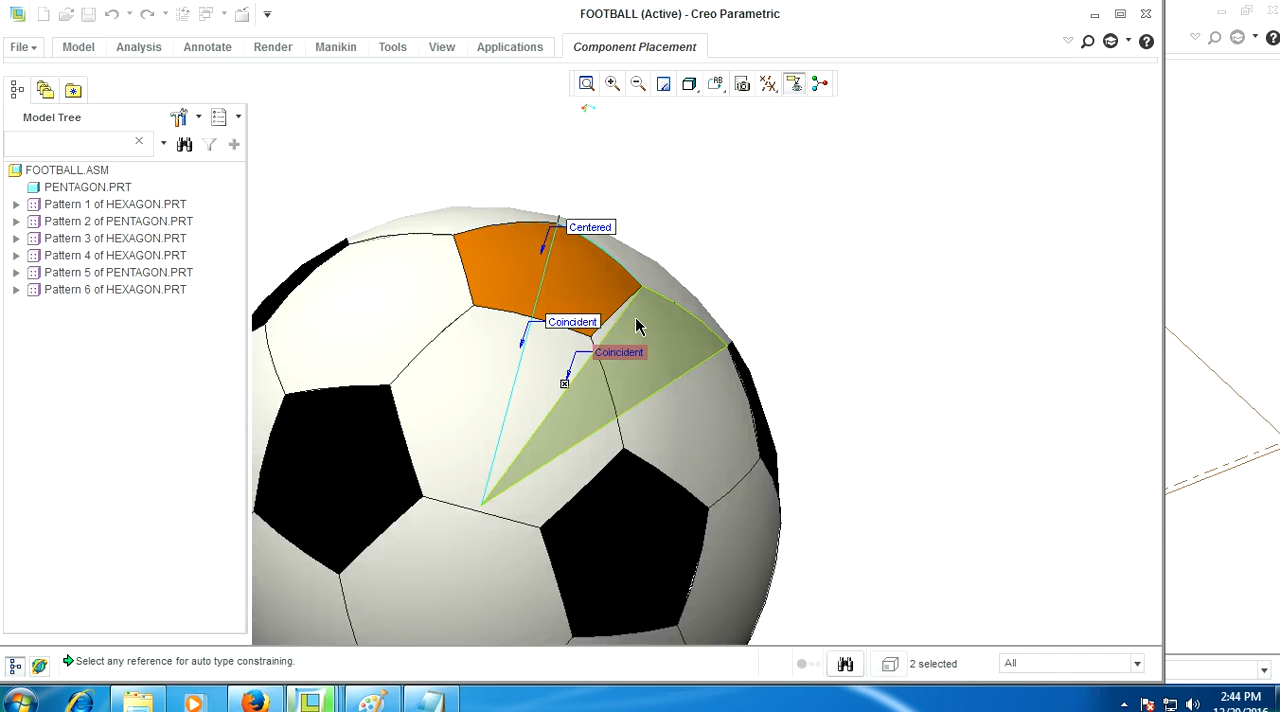 FOOTBALL (Active) - Creo Parametric
File Model Analysis Annotate Render Manikin Tools View Applications Component Placement
Model Tree
FOOTBALL.ASM
PENTAGON.PRT
Pattern 1 of HEXAGON.PRT
Pattern 2 of PENTAGON.PRT
Pattern 3 of HEXAGON.PRT
Pattern 4 of HEXAGON.PRT
Pattern 5 of PENTAGON.PRT
Pattern 6 of HEXAGON.PRT
Centered
Coincident
Coincident
Select any reference for auto type constraining.
2 selected
All
2:44 PM